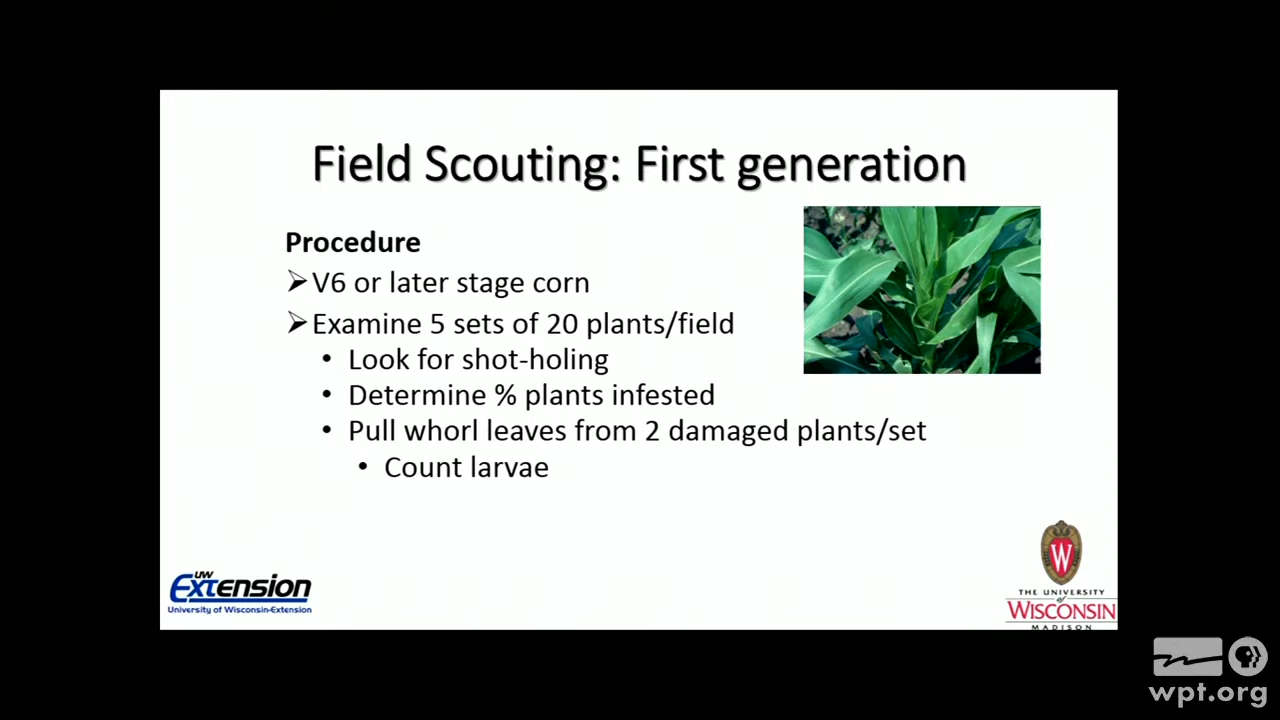 Field Scouting: First generation
Procedure
➢V6 or later stage corn
➢Examine 5 sets of 20 plants/field
• Look for shot-holing
• Determine % plants infested
• Pull whorl leaves from 2 damaged plants/set
• Count larvae
UW
Extension
University of Wisconsin-Extension
W
THE UNIVERSITY
of
WISCONSIN
MADISON
PBS
wpt.org